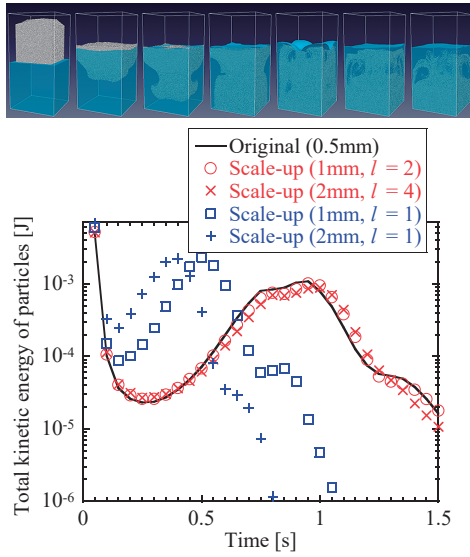 Original (0.5mm)
Scale-up (1mm, l = 2)
Scale-up (2mm, l = 4)
Scale-up (1mm, l = 1)
Scale-up (2mm, l = 1)
Total kinetic energy of particles [J]
10-3
10-4
10-5
10-6
0 0.5 1 1.5
Time [s]